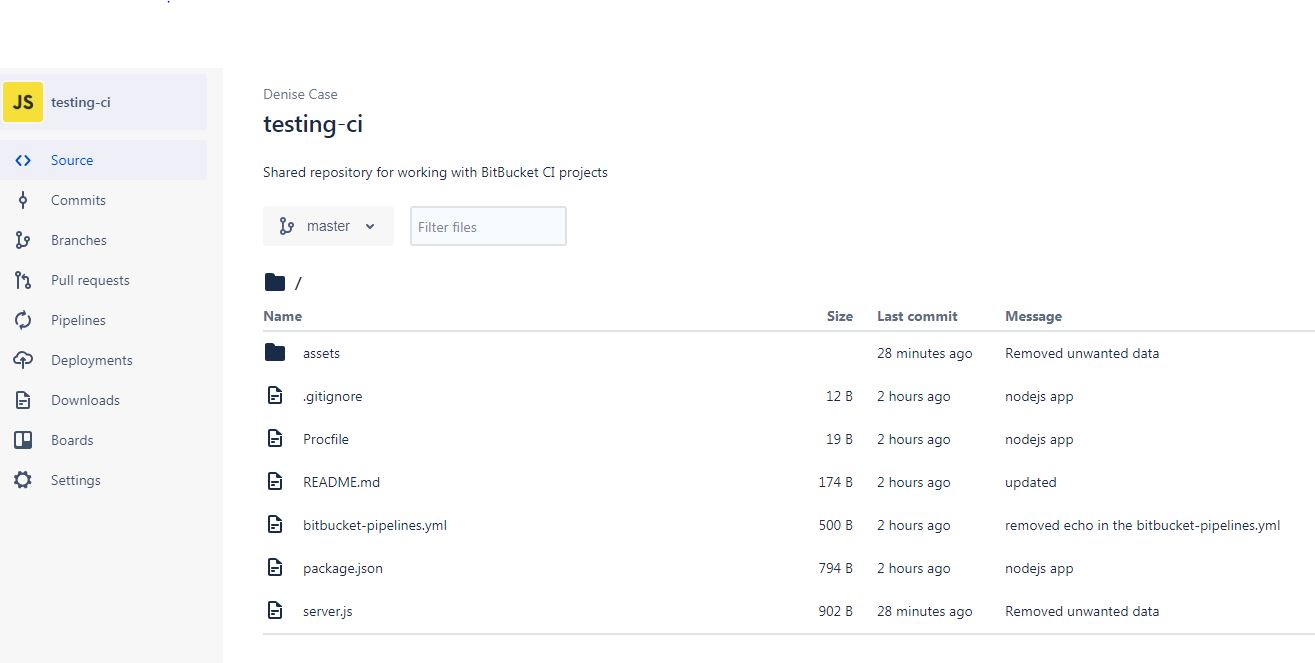 JS testing-ci
Source
Commits
Branches
Pull requests
Pipelines
Deployments
Downloads
Boards
Settings
Denise Case
testing-ci
Shared repository for working with BitBucket CI projects
master Filter files
/
Name Size Last commit Message
assets 28 minutes ago Removed unwanted data
.gitignore 12 B 2 hours ago nodejs app
Procfile 19 B 2 hours ago nodejs app
README.md 174 B 2 hours ago updated
bitbucket-pipelines.yml 500 B 2 hours ago removed echo in the bitbucket-pipelines.yml
package.json 794 B 2 hours ago nodejs app
server.js 902 B 28 minutes ago Removed unwanted data